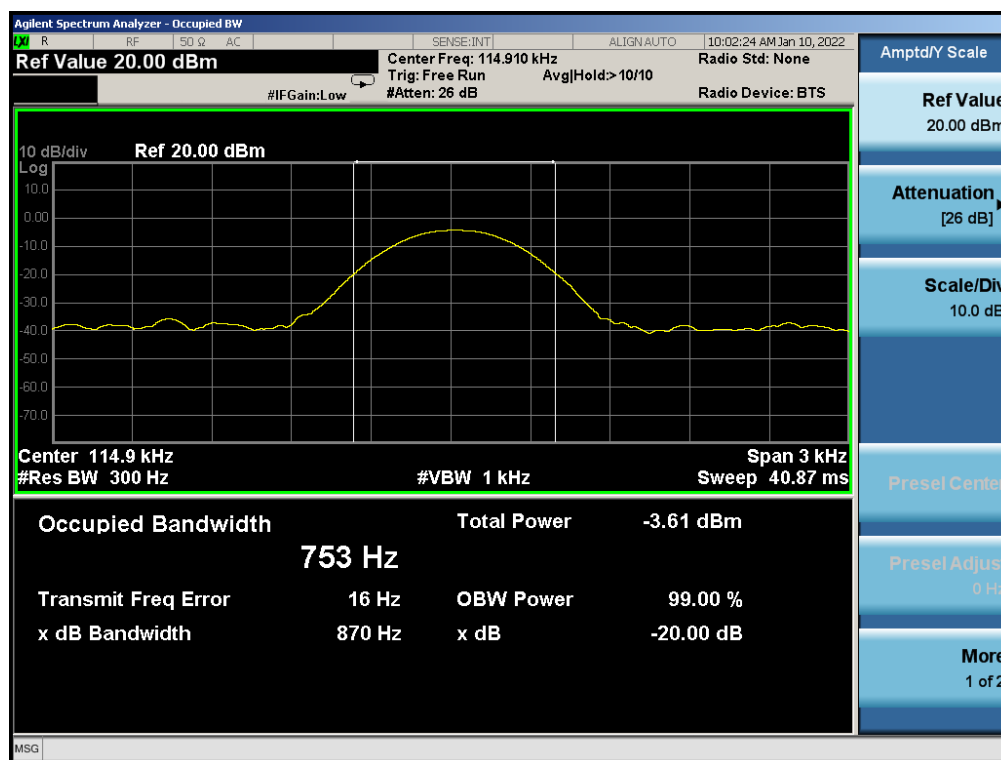 Agilent Spectrum Analyzer - Occupied BW
LXI R RF 50 Ω AC SENSE:INT ALIGN AUTO 10:02:24 AM Jan 10, 2022
Ref Value 20.00 dBm
Center Freq: 114.910 kHz Radio Std: None
Trig: Free Run Avg|Hold:> 10/10
#IFGain:Low #Atten: 26 dB Radio Device: BTS
10 dB/div Ref 20.00 dBm
Log
10.0
0.00
-10.0
-20.0
-30.0
-40.0
-50.0
-60.0
-70.0
Center 114.9 kHz Span 3 kHz
#Res BW 300 Hz #VBW 1 kHz Sweep 40.87 ms
Occupied Bandwidth Total Power -3.61 dBm
753 Hz
Transmit Freq Error 16 Hz OBW Power 99.00 %
x dB Bandwidth 870 Hz x dB -20.00 dB
MSG
Amptd/Y Scale
Ref Value
20.00 dBm
Attenuation
[26 dB]
Scale/Div
10.0 dB
Presel Center
Presel Adjus
0 Hz
More
1 of 2